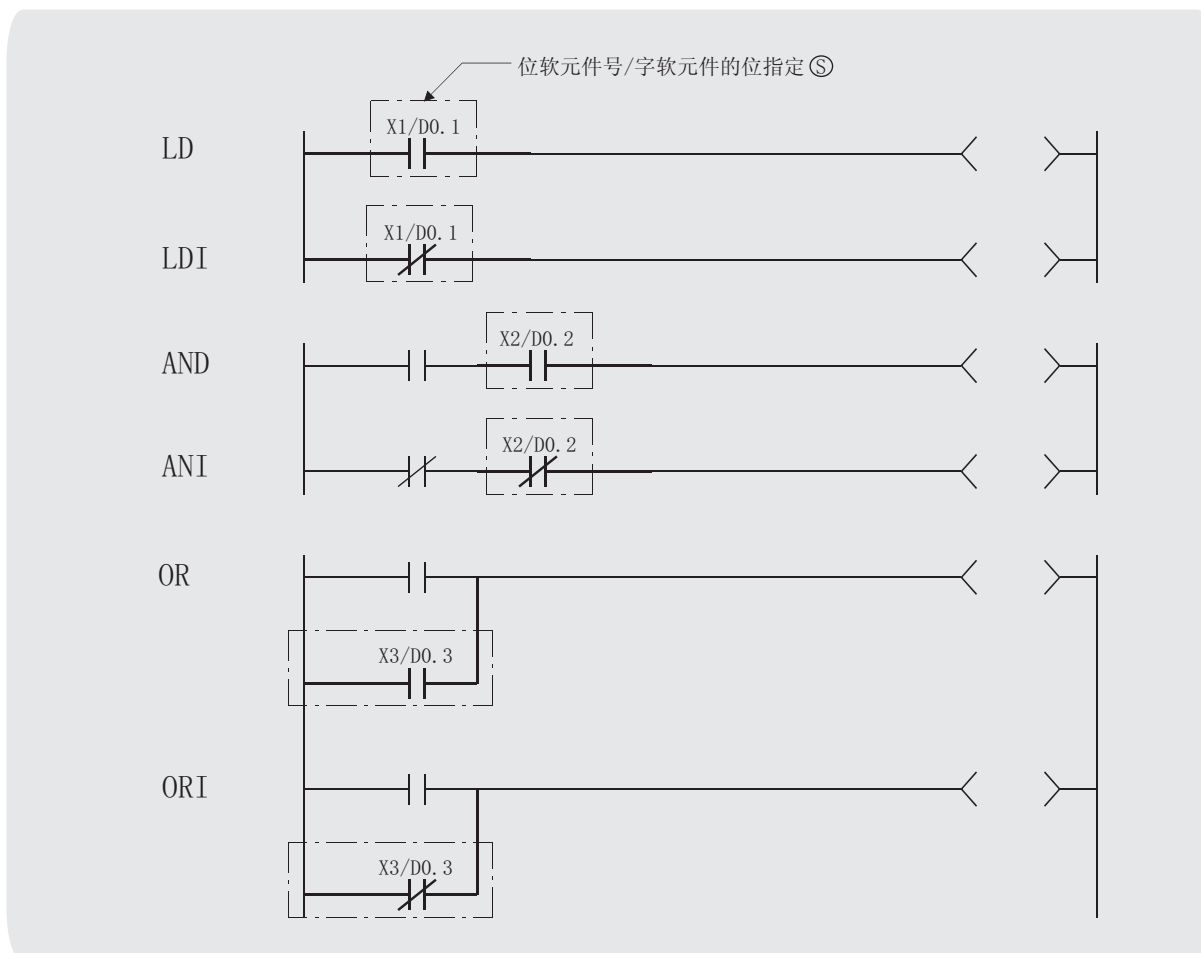 位软元件号/字软元件的位指定Ⓢ
X1/D0.1
LD
X1/D0.1
LDI
X2/D0.2
AND
X2/D0.2
ANI
OR
X3/D0.3
ORI
X3/D0.3